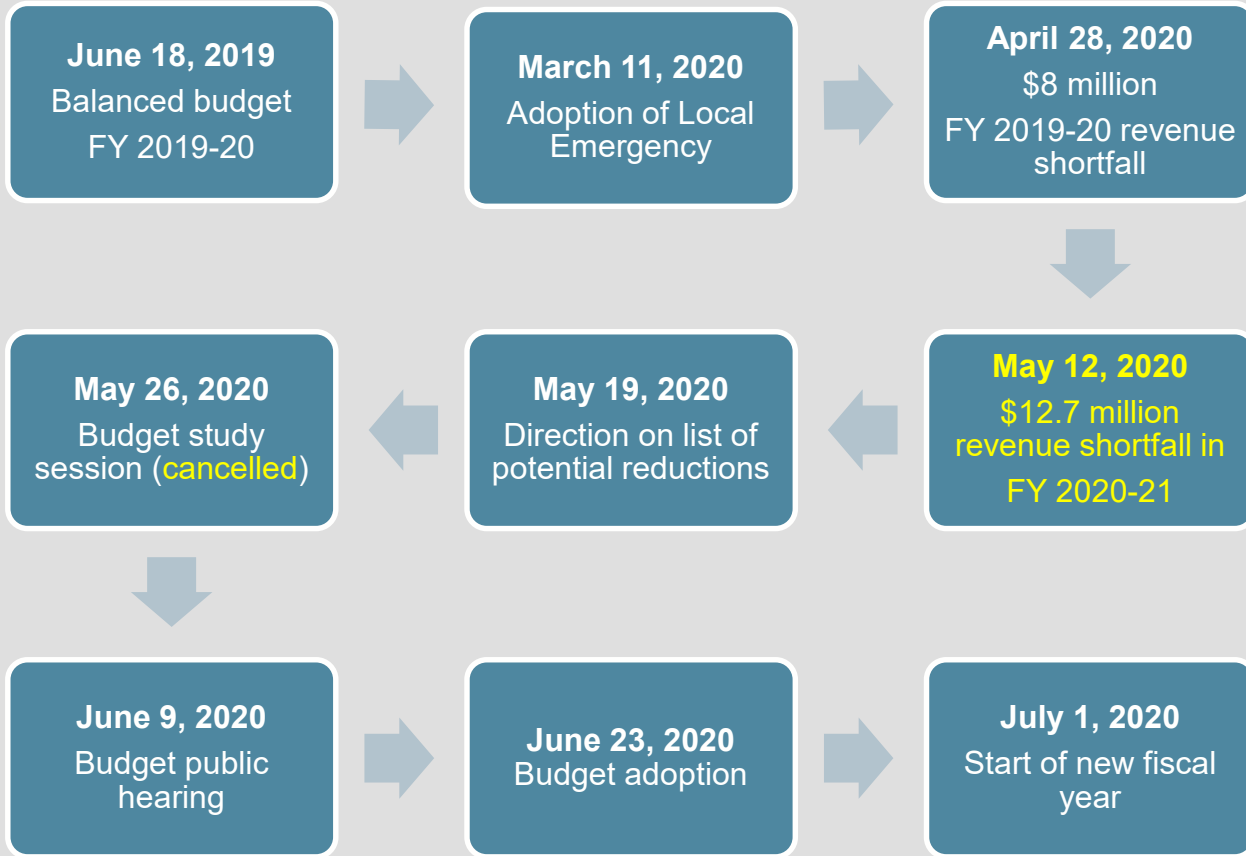 June 18, 2019
Balanced budget
FY 2019-20
March 11, 2020
Adoption of Local
Emergency
April 28, 2020
$8 million
FY 2019-20 revenue
shortfall
May 12, 2020
$12.7 million
revenue shortfall in
FY 2020-21
May 19, 2020
Direction on list of
potential reductions
May 26, 2020
Budget study
session (cancelled)
June 9, 2020
Budget public
hearing
June 23, 2020
Budget adoption
July 1, 2020
Start of new fiscal
year